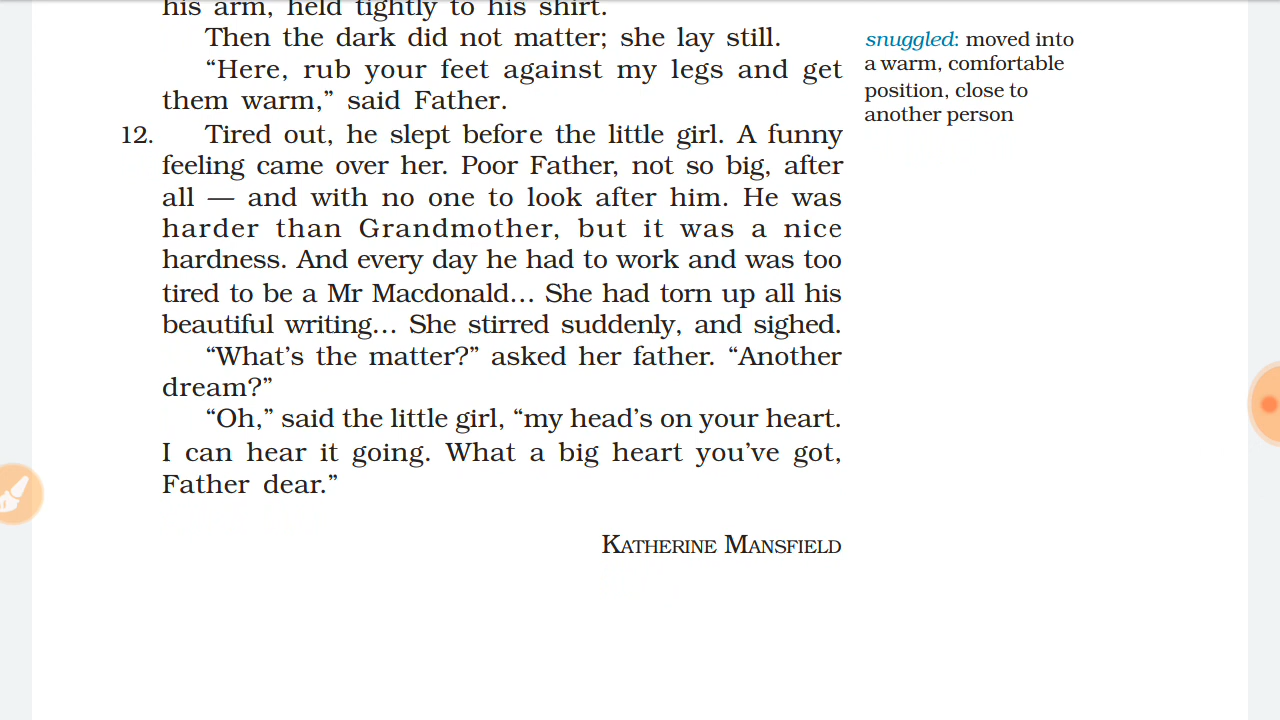 his arm, held tightly to his shirt.
Then the dark did not matter; she lay still.
“Here, rub your feet against my legs and get
them warm,” said Father.
12. Tired out, he slept before the little girl. A funny
feeling came over her. Poor Father, not so big, after
all — and with no one to look after him. He was
harder than Grandmother, but it was a nice
hardness. And every day he had to work and was too
tired to be a Mr Macdonald... She had torn up all his
beautiful writing... She stirred suddenly, and sighed.
“What’s the matter?” asked her father. “Another
dream?”
“Oh,” said the little girl, “my head’s on your heart.
I can hear it going. What a big heart you’ve got,
Father dear.”
KATHERINE MANSFIELD
snuggled: moved into
a warm, comfortable
position, close to
another person